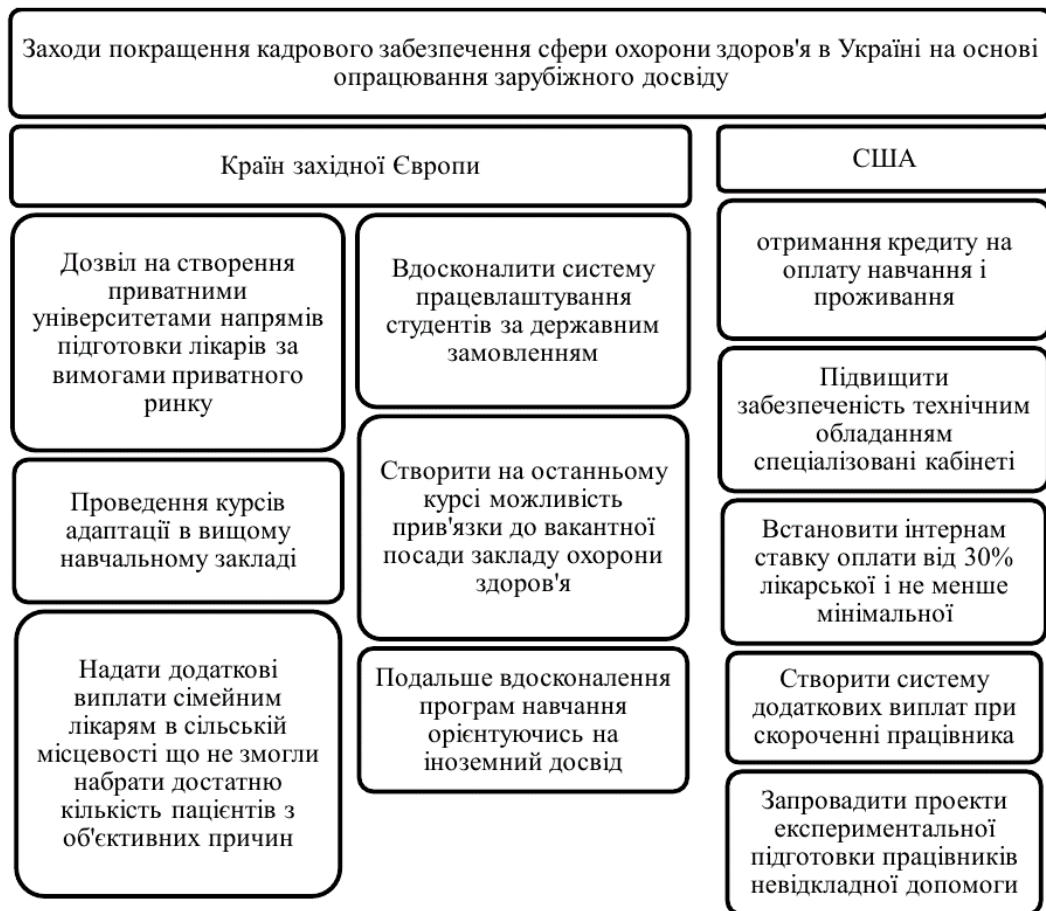 Заходи покращення кадрового забезпечення сфери охорони здоров'я в Україні на основі
опрацювання зарубіжного досвіду
Країн західної Європи
Дозвіл на створення
приватними
університетами напрямів
підготовки лікарів за
вимогами приватного
ринку
Проведення курсів
адаптації в вищому
навчальному закладі
Надати додаткові
виплати сімейним
лікарям в сільській
місцевості що не змогли
набрати достатню
кількість пацієнтів з
об'єктивних причин
Вдосконалити систему
працевлаштування
студентів за державним
замовленням
Створити на останньому
курсі можливість
прив'язки до вакантної
посади закладу охорони
здоров'я
Подальше вдосконалення
програм навчання
орієнтуючись на
іноземний досвід
США
отримання кредиту на
оплату навчання і
проживання
Підвищити
забезпеченість технічним
обладанням
спеціалізовані кабінеті
Встановити інтернам
ставку оплати від 30%
лікарської і не менше
мінімальної
Створити систему
додаткових виплат при
скороченні працівника
Запровадити проекти
експериментальної
підготовки працівників
невідкладної допомоги